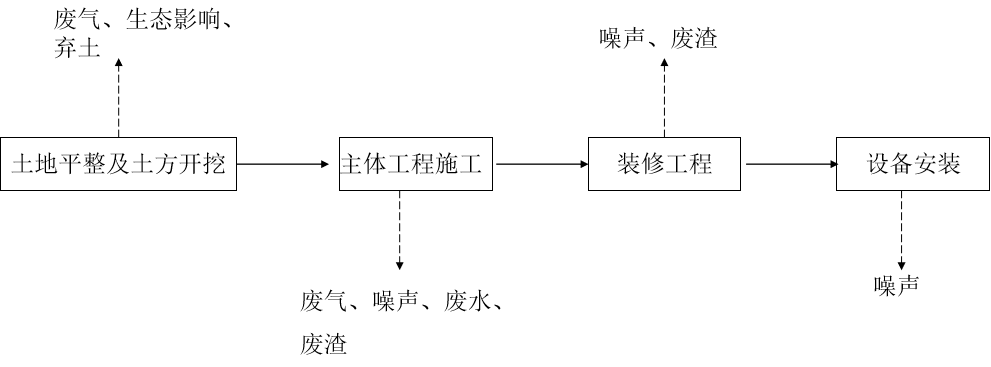 废气、生态影响、
弃土
噪声、废渣
土地平整及土方开挖
主体工程施工
装修工程
设备安装
废气、噪声、废水、
废渣
噪声